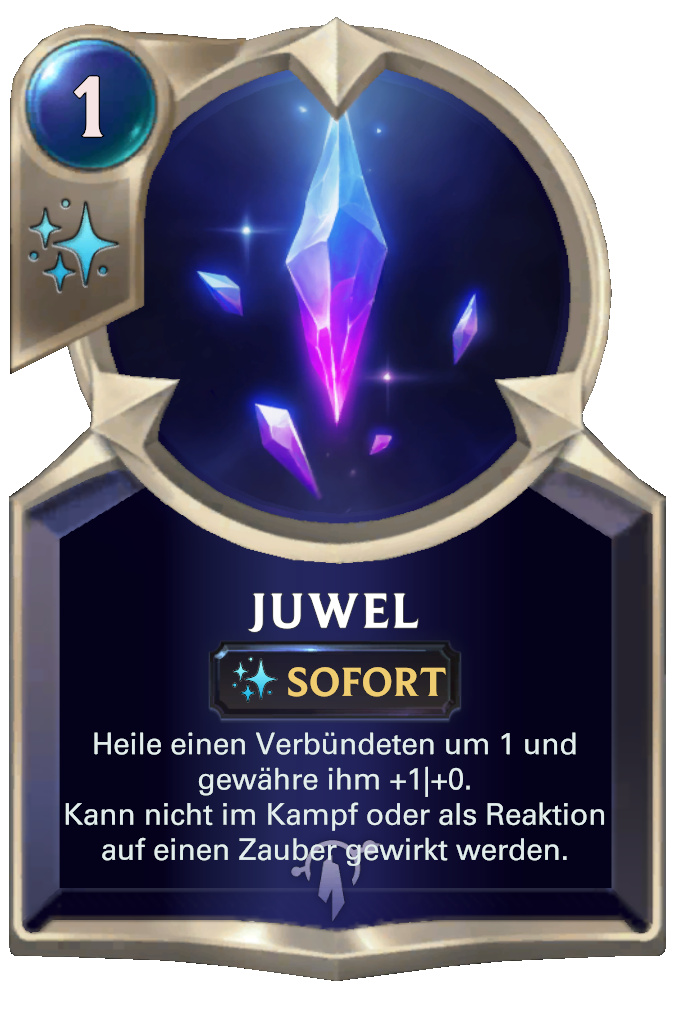 1
JUWEL
SOFORT
Heile einen Verbündeten um 1 und
gewähre ihm +1|+0.
Kann nicht im Kampf oder als Reaktion
auf einen Zauber gewirkt werden.